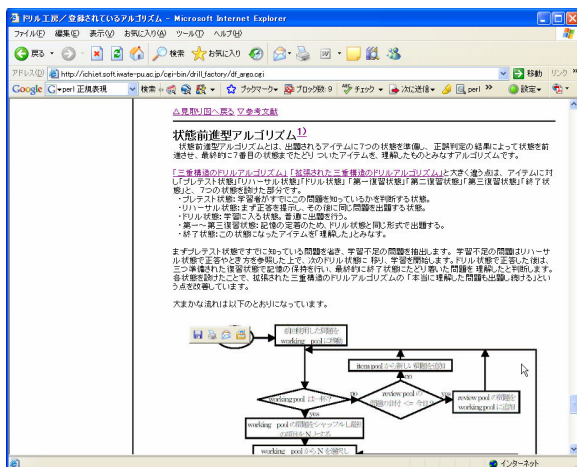 ドリル工房／登録されているアルゴリズム - Microsoft Internet Explorer
ファイル(F) 編集(E) 表示(V) お気に入り(A) ツール(T) ヘルプ(H)
戻る 検索 お気に入り
アドレス(D) http://ichiet.soft.iwate-pu.ac.jp/cgi-bin/drill_factory/df_argo.cgi 移動 リンク
Google perl 正規表現 検索 ブックマーク ブロック数: 9 チェック 次に送信 perl 設定
△見取り図へ戻る ▽参考文献
状態前進型アルゴリズム1)
状態前進型アルゴリズムとは、出題されるアイテムに7つの状態を準備し、正誤判定の結果によって状態を前
進させ、最終的に7番目の状態までたどりついたアイテムを、理解したものとみなすアルゴリズムです。
「三重構造のドリルアルゴリズム」「拡張された三重構造のドリルアルゴリズム」と大きく違う点は、アイテムに対
し「プレテスト状態」「リハーサル状態」「ドリル状態」「第一復習状態」「第二復習状態」「第三復習状態」「終了状
態」と、7つの状態を設けた部分です。
・プレテスト状態: 学習者がすでにこの問題を知っているかを判断する状態。
・リハーサル状態: まず正答を提示し、その後に同じ問題を出題する状態。
・ドリル状態: 学習に入る状態。普通に出題を行う。
・第一～第三復習状態: 記憶の定着のため、ドリル状態と同じ形式で出題する。
・終了状態: この状態になったアイテムを「理解した」とみなす。
まずプレテスト状態ですでに知っている問題を省き、学習不足の問題を抽出します。 学習不足の問題はリハーサ
ル状態で正答やとき方を参照した上で、次のドリル状態に移り、学習を開始します。ドリル状態で正答した後は、
三つ準備された復習状態で記憶の保持を行い、最終的に終了状態にたどり着いた問題を 理解したと判断します。
各状態を設けたことで、拡張された三重構造のドリルアルゴリズムの 「本当に理解した問題も出題し続ける」とい
う点を改善しています。
大まかな流れは以下のとおりになっています。
前回使用した問題を
working pool に移動
item pool から新しい問題を追加
no
working pool は一杯?
no
review pool の
問題の日付 <= 今日?
yes
review pool の問題を
working pool に追加
yes
working pool の問題をシャッフルし最初
working pool から N を選択し
インターネット